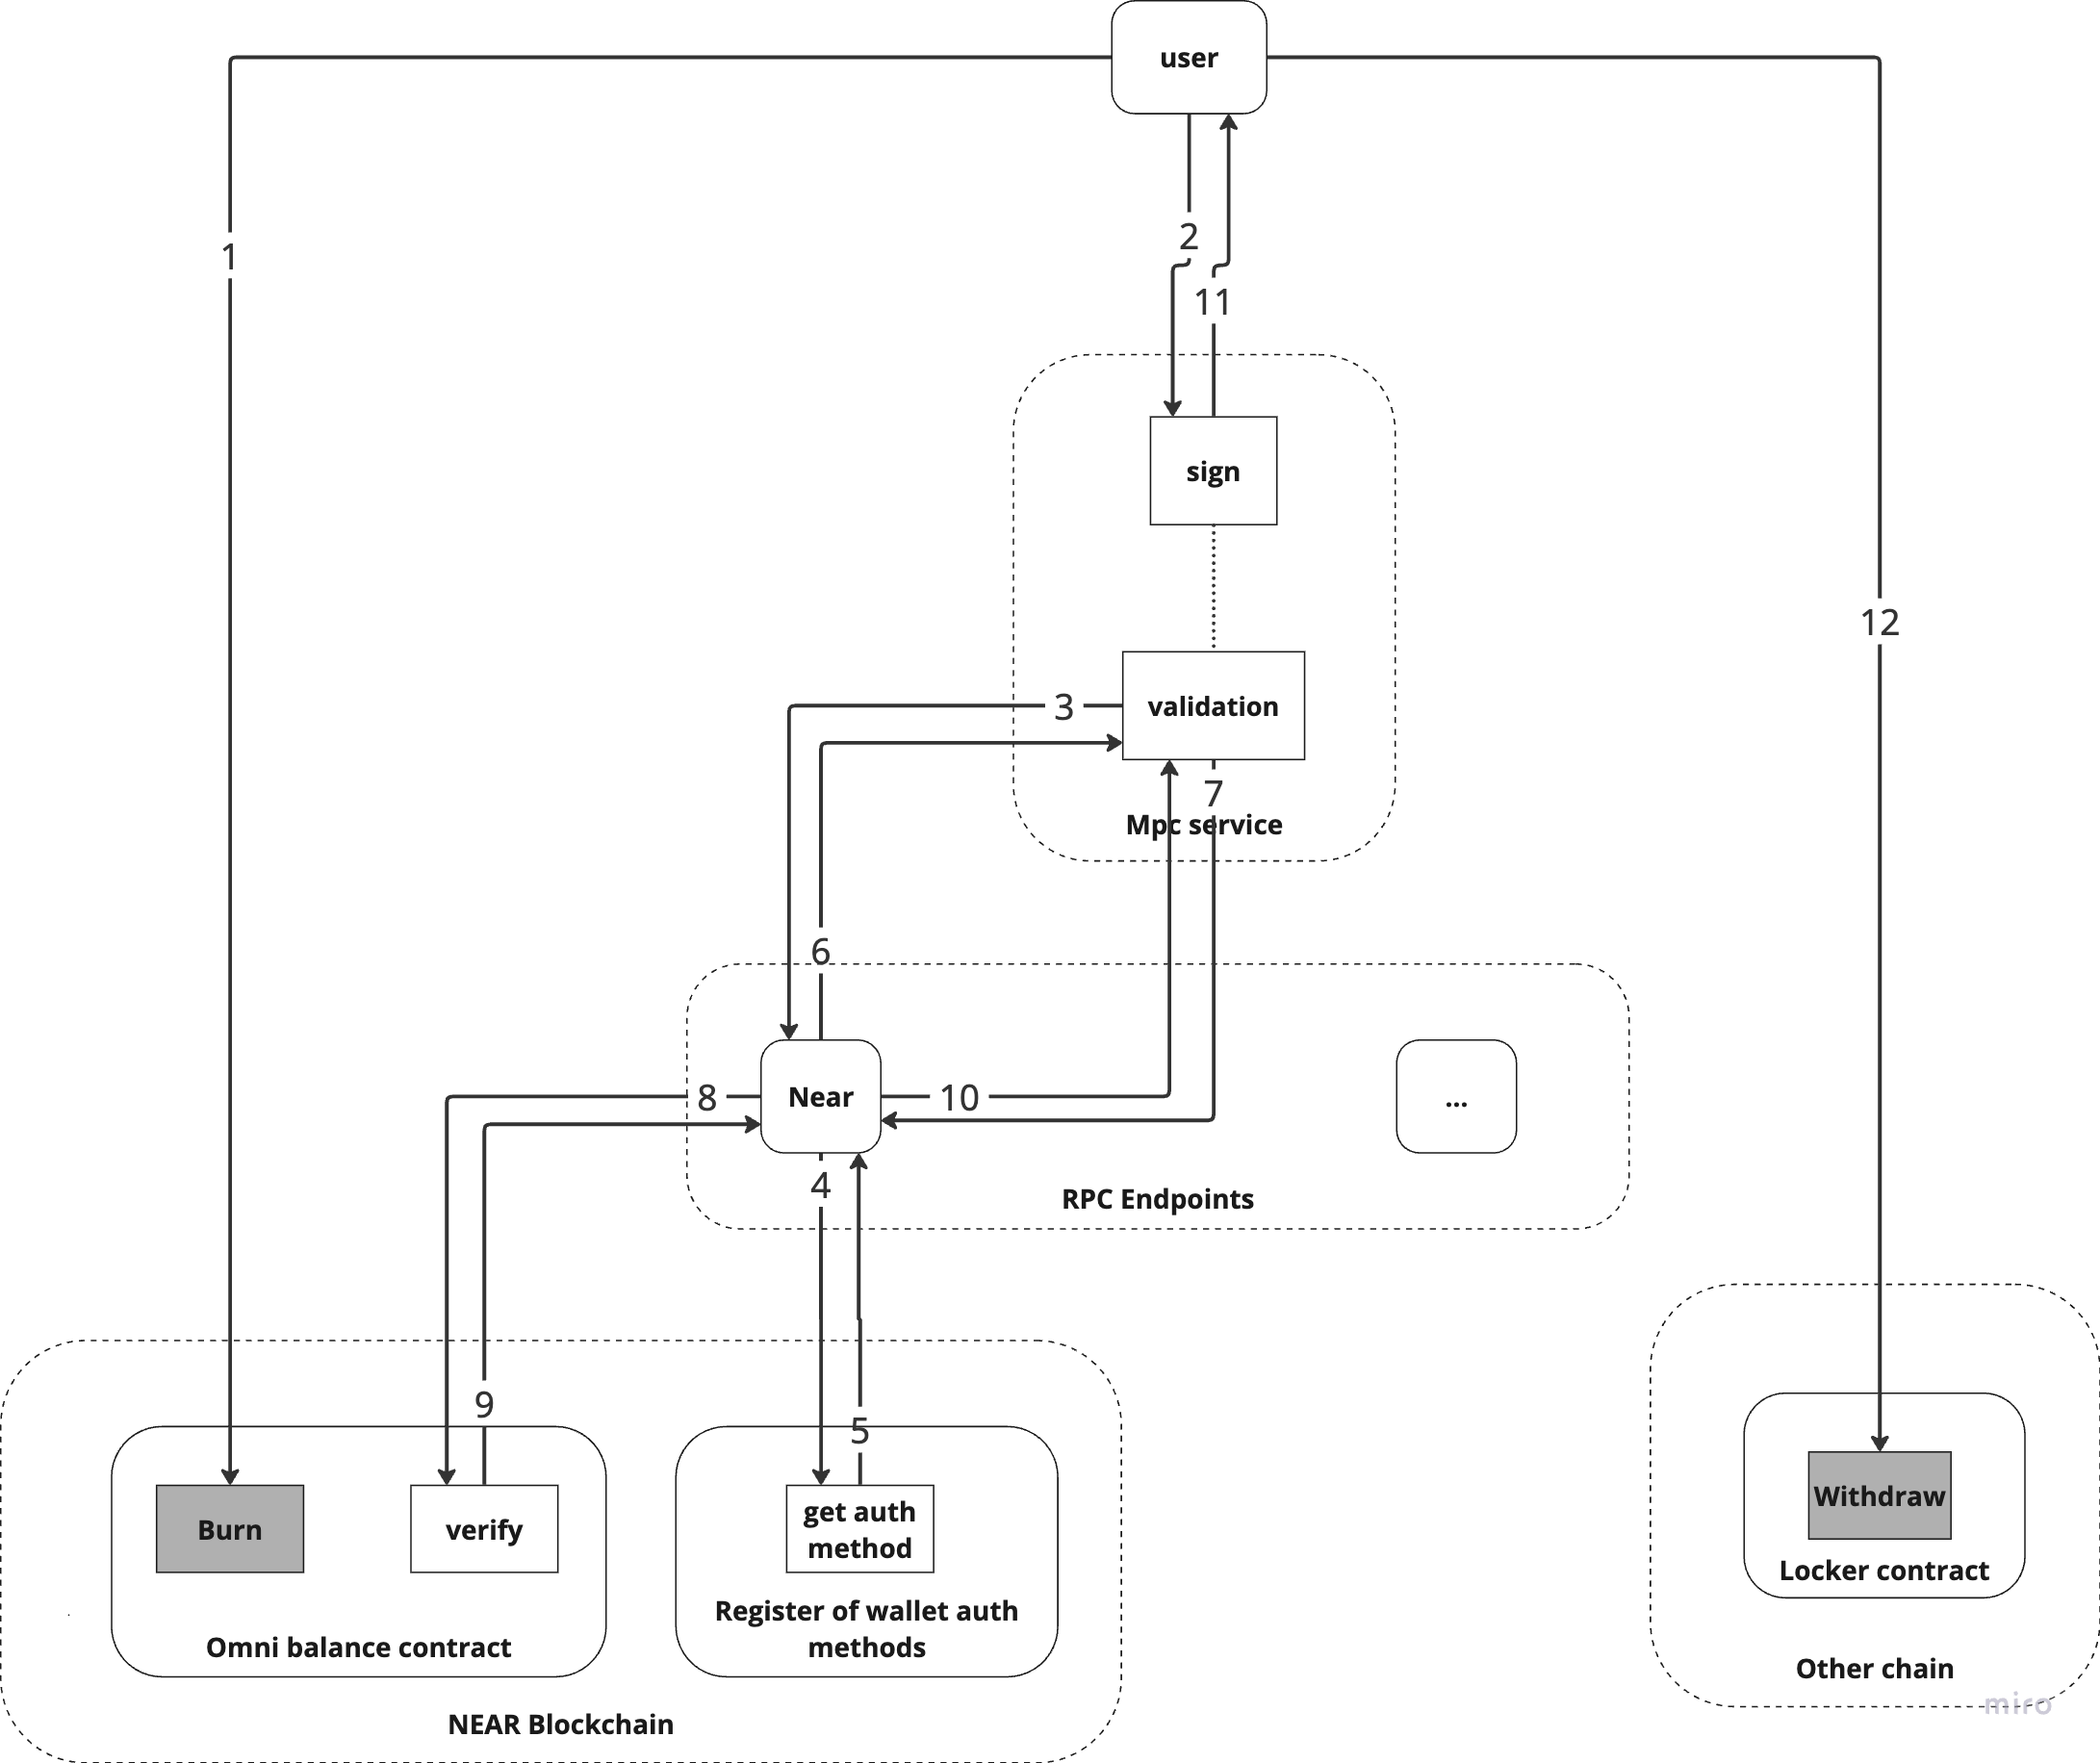 user
1
2
11
sign
12
3
validation
7
Mpc service
6
8
Near
10
...
4
RPC Endpoints
9
5
Burn
verify
get auth
method
Withdraw
Locker contract
Omni balance contract
Register of wallet auth
methods
Other chain
NEAR Blockchain
miro